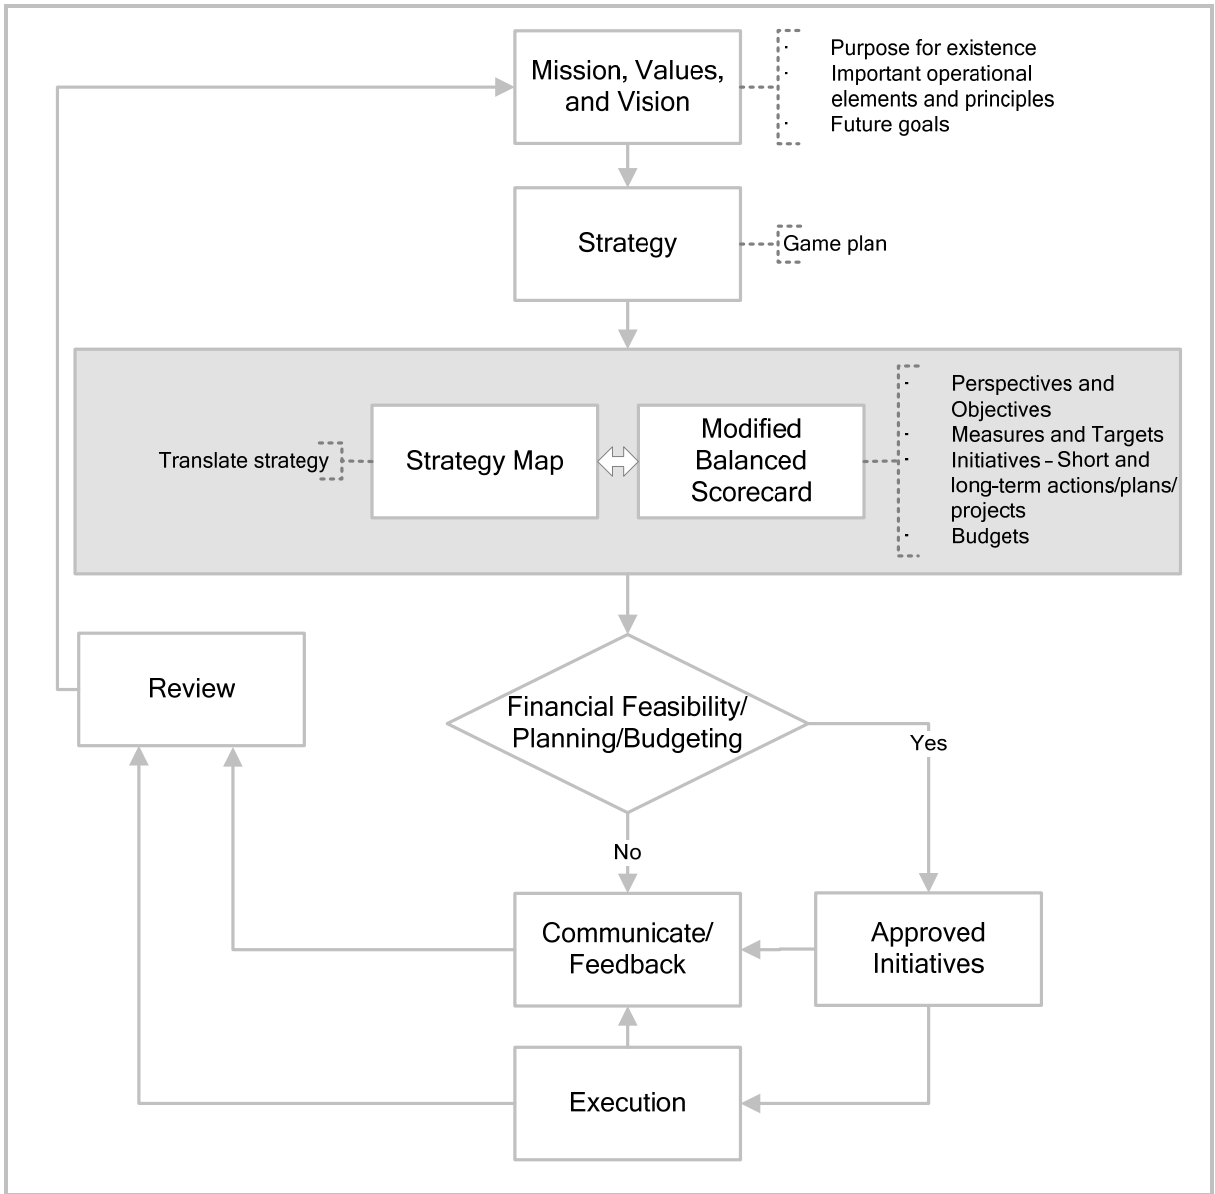 Mission, Values,
and Vision
· Purpose for existence
· Important operational
elements and principles
· Future goals
Strategy
Game plan
Translate strategy
Strategy Map
Modified
Balanced
Scorecard
· Perspectives and
Objectives
· Measures and Targets
· Initiatives – Short and
long-term actions/plans/
projects
· Budgets
Review
Financial Feasibility/
Planning/Budgeting
Yes
No
Communicate/
Feedback
Approved
Initiatives
Execution